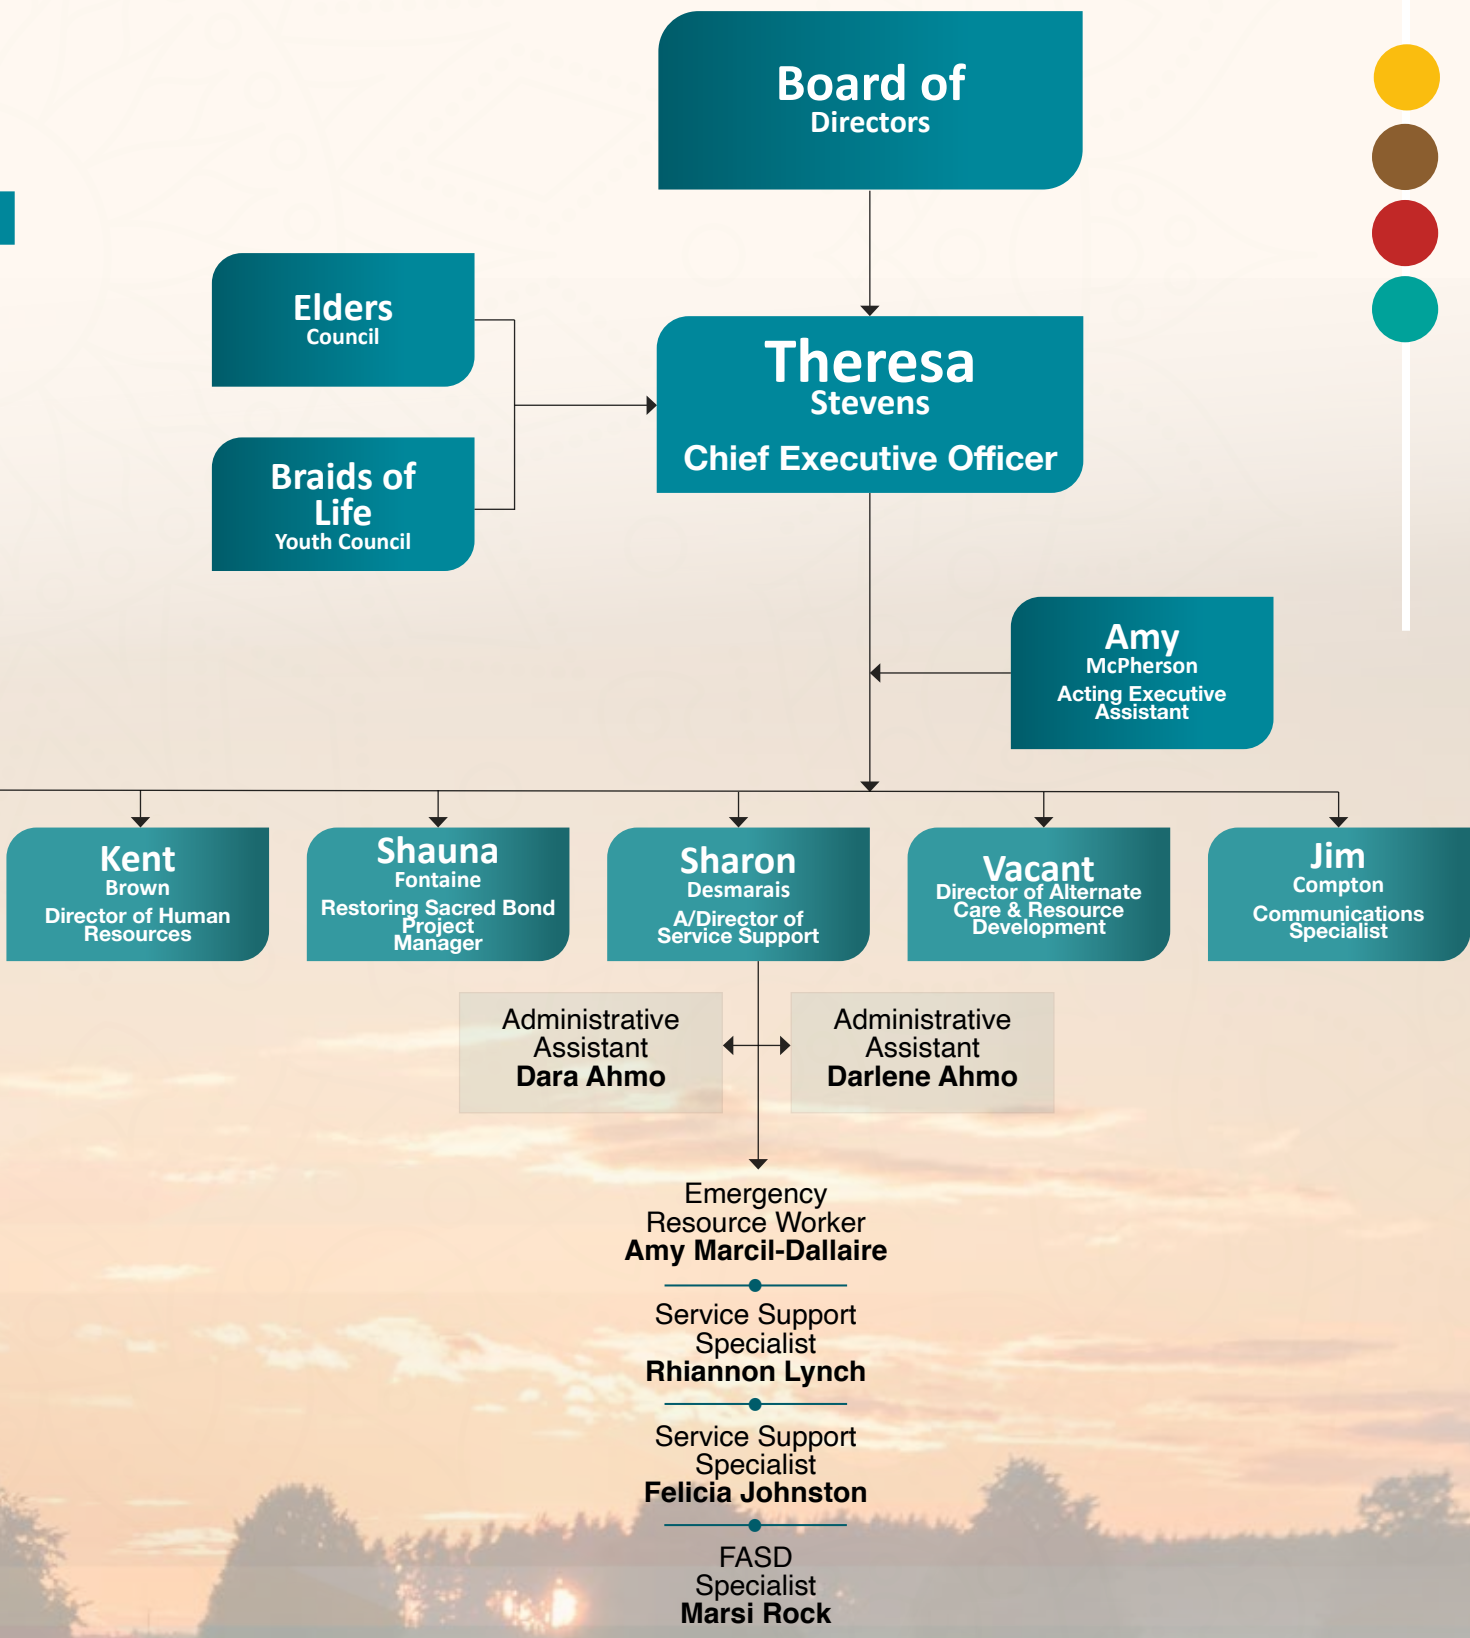 Board of
Directors
Elders
Council
Theresa
Stevens
Chief Executive Officer
Braids of
Life
Youth Council
Amy
McPherson
Acting Executive
Assistant
Kent
Brown
Director of Human
Resources
Shauna
Fontaine
Restoring Sacred Bond
Project
Manager
Sharon
Desmarais
A/Director of
Service Support
Vacant
Director of Alternate
Care & Resource
Development
Jim
Compton
Communications
Specialist
Administrative
Assistant
Dara Ahmo
Administrative
Assistant
Darlene Ahmo
Emergency
Resource Worker
Amy Marcil-Dallaire
Service Support
Specialist
Rhiannon Lynch
Service Support
Specialist
Felicia Johnston
FASD
Specialist
Marsi Rock